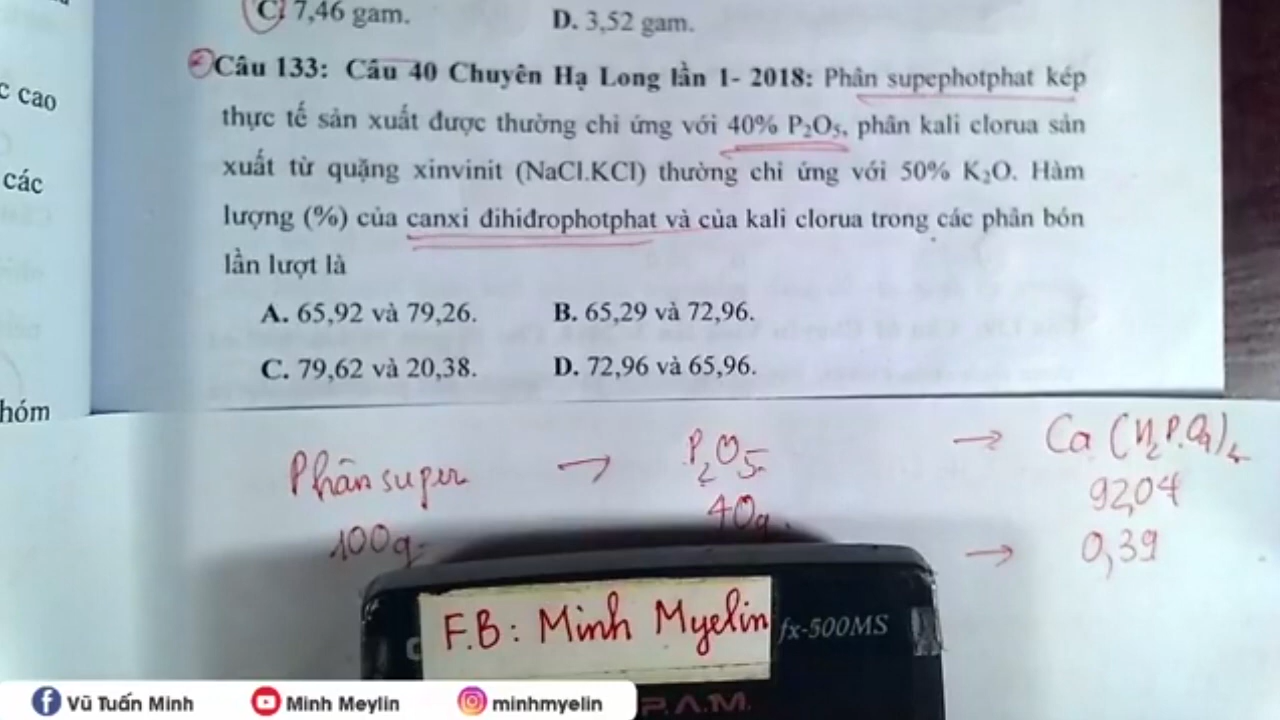 C. 7,46 gam.
D. 3,52 gam.
c cao
các
hóm
Câu 133: Câu 40 Chuyên Hạ Long lần 1- 2018: Phân supephotphat kép
thực tế sản xuất được thường chỉ ứng với 40% P₂O₅, phân kali clorua sản
xuất từ quặng xinvinit (NaCl.KCl) thường chỉ ứng với 50% K₂O. Hàm
lượng (%) của canxi đihiđrophotphat và của kali clorua trong các phân bón
lần lượt là
A. 65,92 và 79,26.
B. 65,29 và 72,96.
C. 79,62 và 20,38.
D. 72,96 và 65,96.
Phân super → P₂O₅ → Ca
100g 40g
→ 0,39
F.B: Minh Myelin
fx-500MS
P.A.M.
Vũ Tuấn Minh
Minh Meylin
minhmyelin